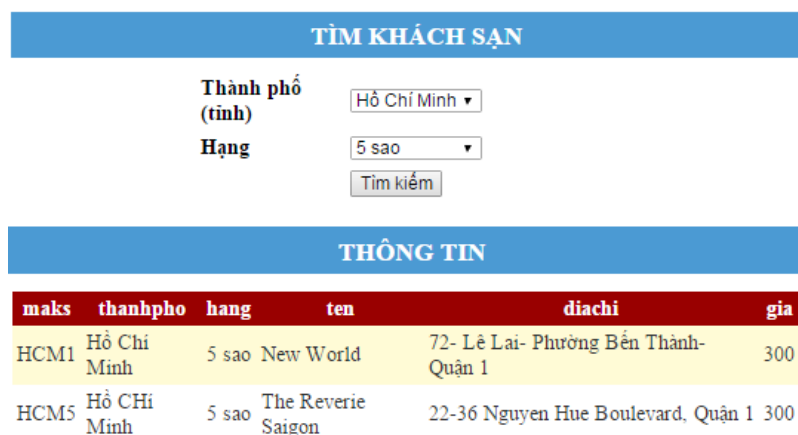 TÌM KHÁCH SẠN
Thành phố
(tỉnh)
Hồ Chí Minh
Hạng
5 sao
Tìm kiếm
THÔNG TIN
maks thanhpho hang ten diachi gia
HCM1 Hồ Chí Minh 5 sao New World 72- Lê Lai- Phường Bến Thành- Quận 1 300
HCM5 Hồ CHí Minh 5 sao The Reverie Saigon 22-36 Nguyen Hue Boulevard, Quận 1 300